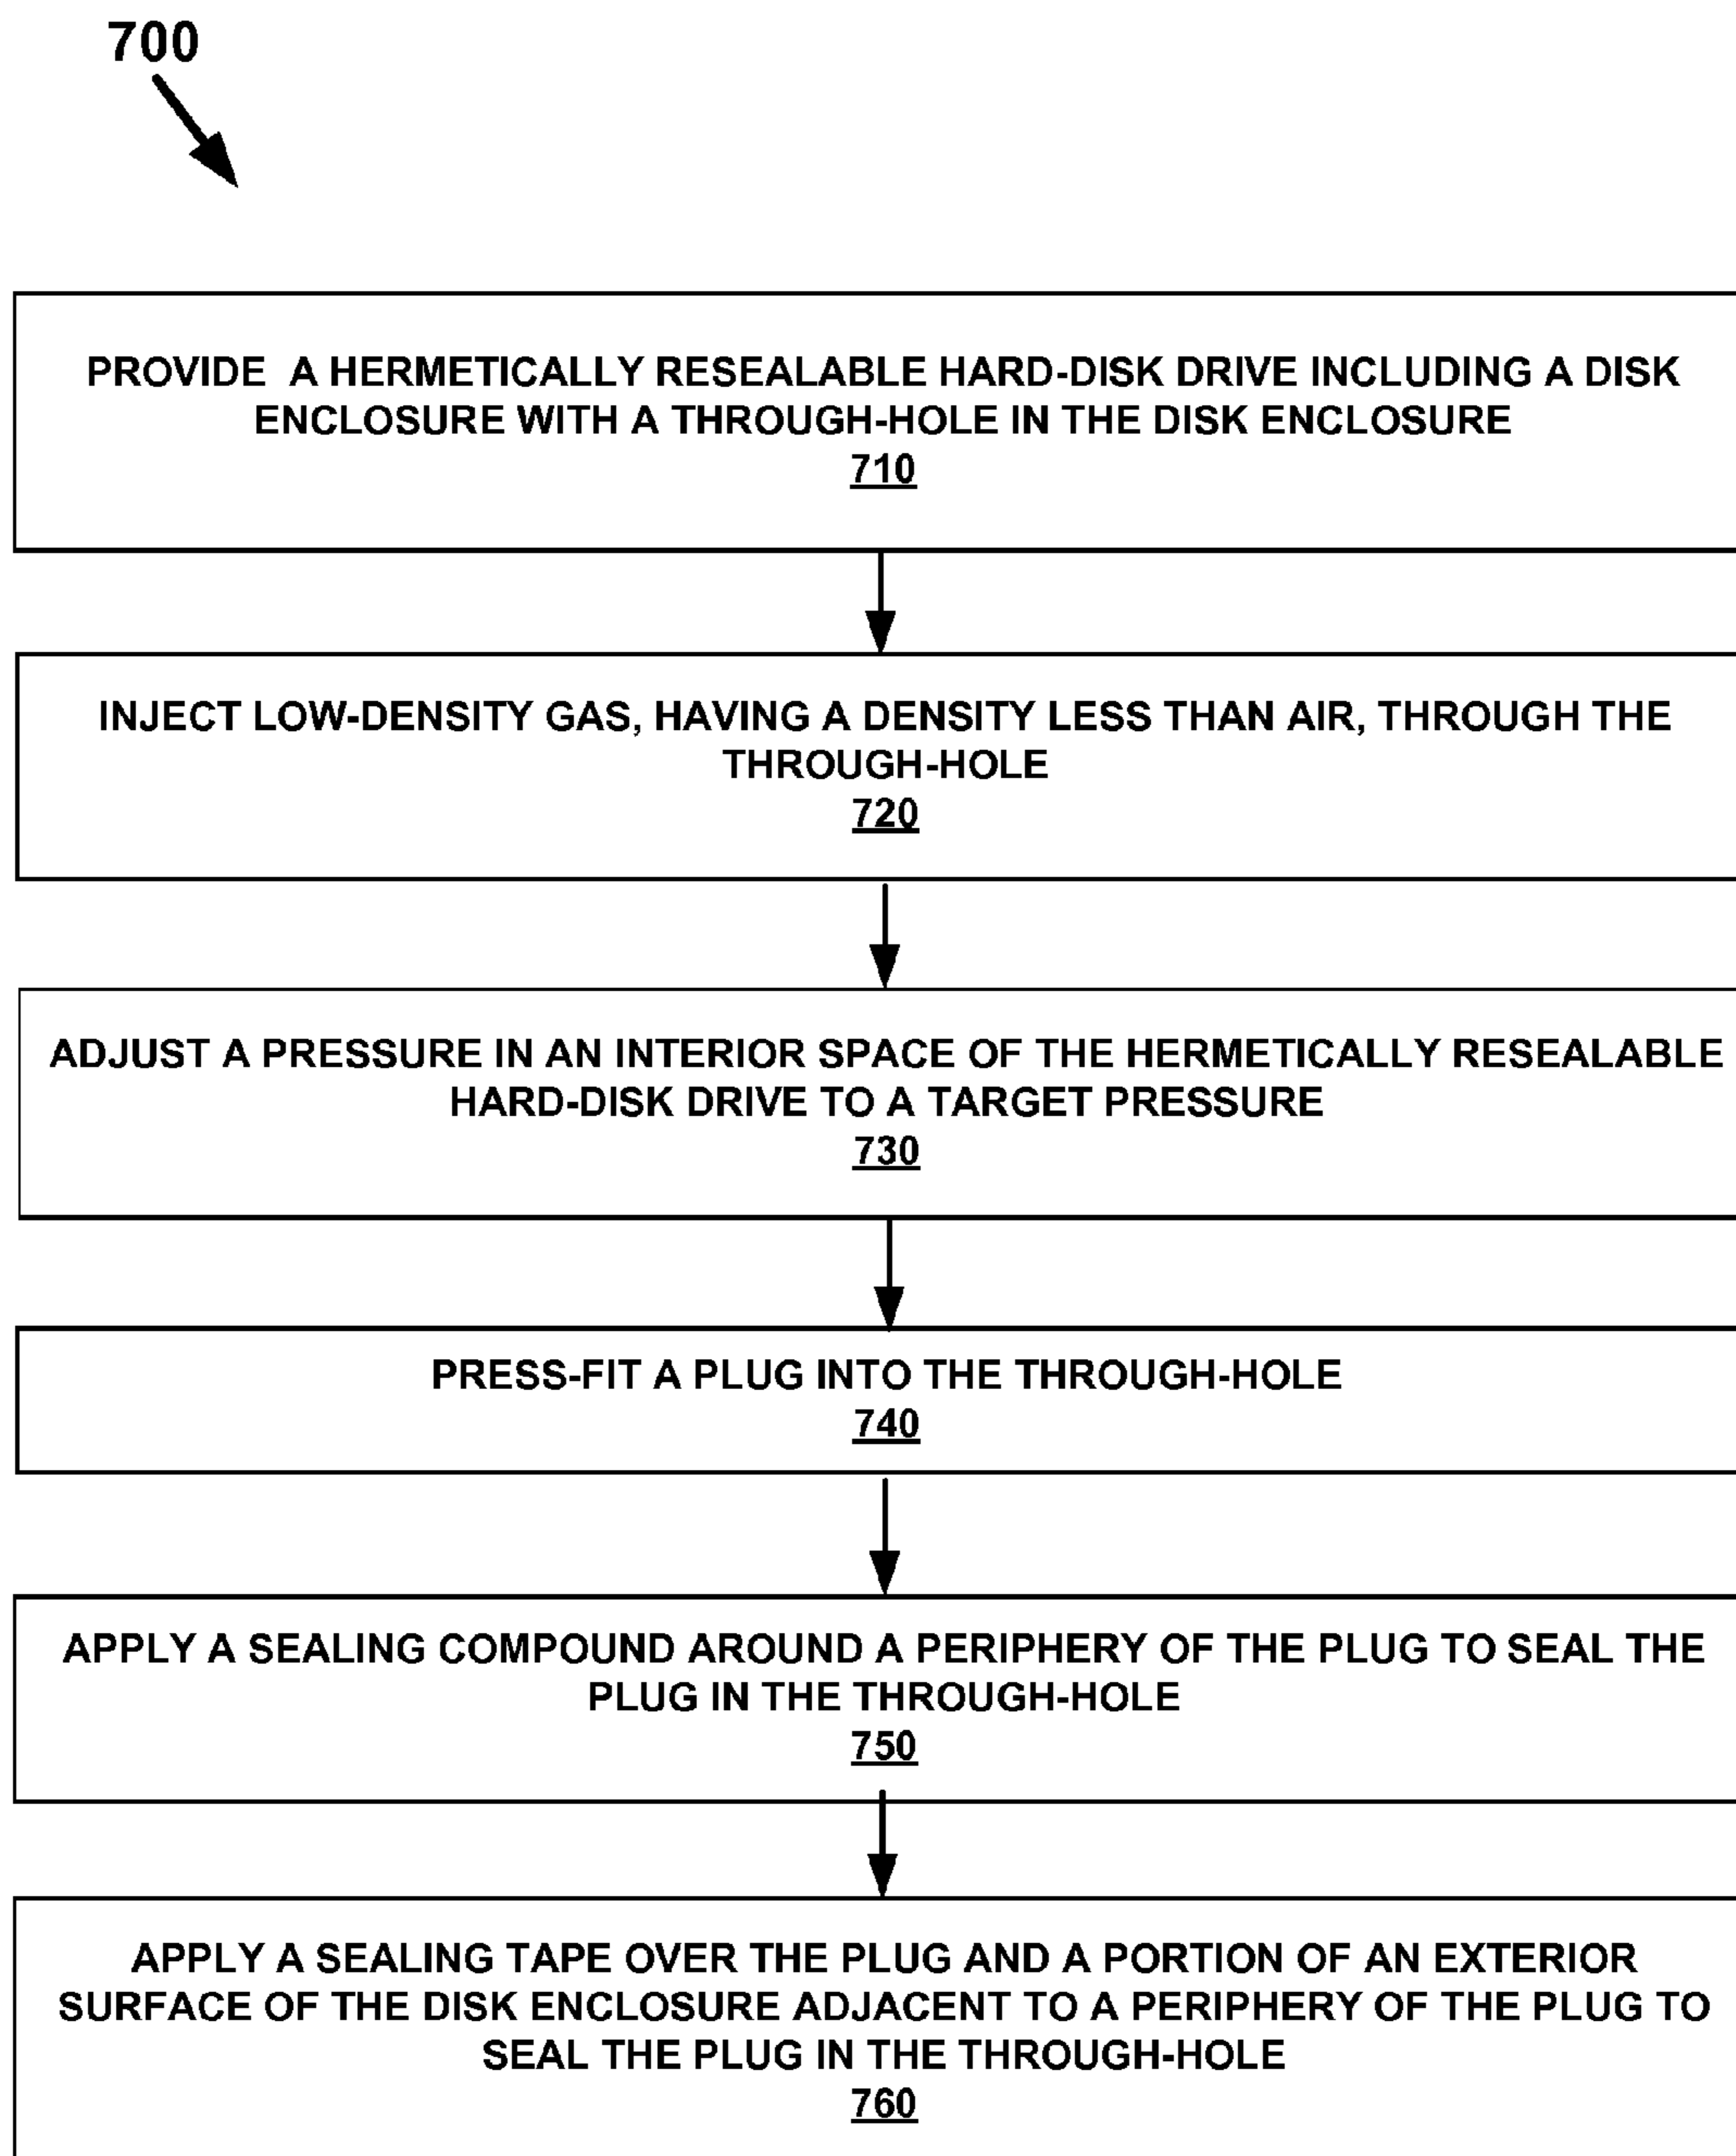 700
PROVIDE A HERMETICALLY RESEALABLE HARD-DISK DRIVE INCLUDING A DISK
ENCLOSURE WITH A THROUGH-HOLE IN THE DISK ENCLOSURE
710
INJECT LOW-DENSITY GAS, HAVING A DENSITY LESS THAN AIR, THROUGH THE
THROUGH-HOLE
720
ADJUST A PRESSURE IN AN INTERIOR SPACE OF THE HERMETICALLY RESEALABLE
HARD-DISK DRIVE TO A TARGET PRESSURE
730
PRESS-FIT A PLUG INTO THE THROUGH-HOLE
740
APPLY A SEALING COMPOUND AROUND A PERIPHERY OF THE PLUG TO SEAL THE
PLUG IN THE THROUGH-HOLE
750
APPLY A SEALING TAPE OVER THE PLUG AND A PORTION OF AN EXTERIOR
SURFACE OF THE DISK ENCLOSURE ADJACENT TO A PERIPHERY OF THE PLUG TO
SEAL THE PLUG IN THE THROUGH-HOLE
760